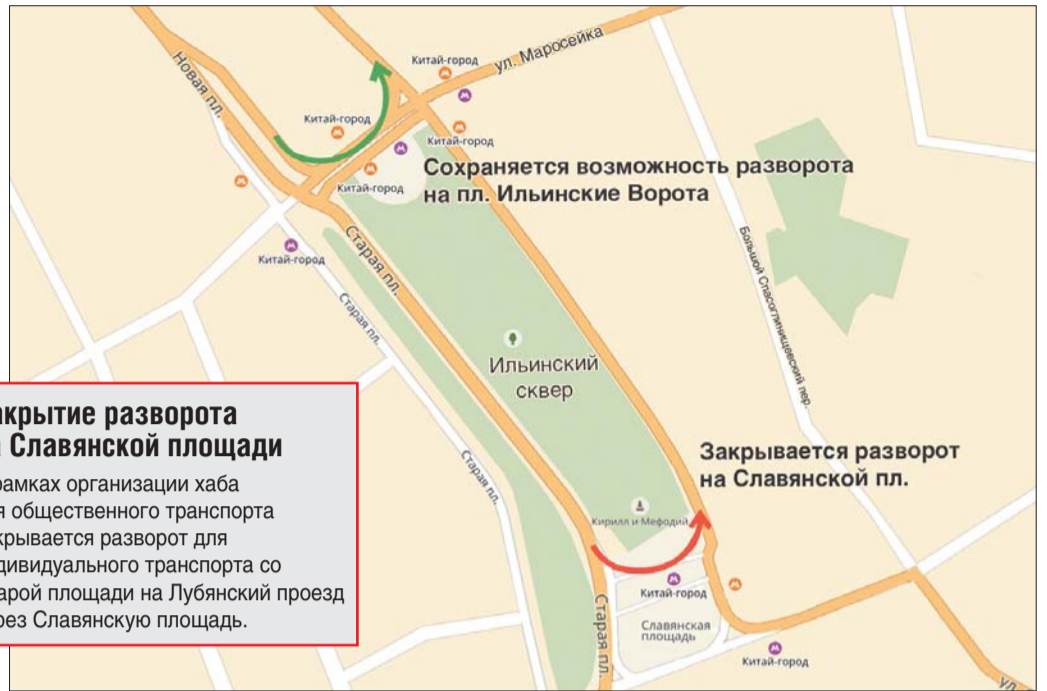 Китай-город
ул. Маросейка
Новая пл.
Китай-город
Китай-город
Китай-город
Сохраняется возможность разворота
на пл. Ильинские Ворота
Китай-город
Старая пл.
Старая пл.
Большой Спасоглинищевский пер.
Ильинский
сквер
акрытие разворота
Славянской площади
рамках организации хаба
я общественного транспорта
крывается разворот для
дивидуального транспорта со
арой площади на Лубянский проезд
рез Славянскую площадь.
Старая пл.
Закрывается разворот
на Славянской пл.
Кирилл и Мефодий
Китай-город
Старая пл.
Славянская
площадь
Китай-город
ул.